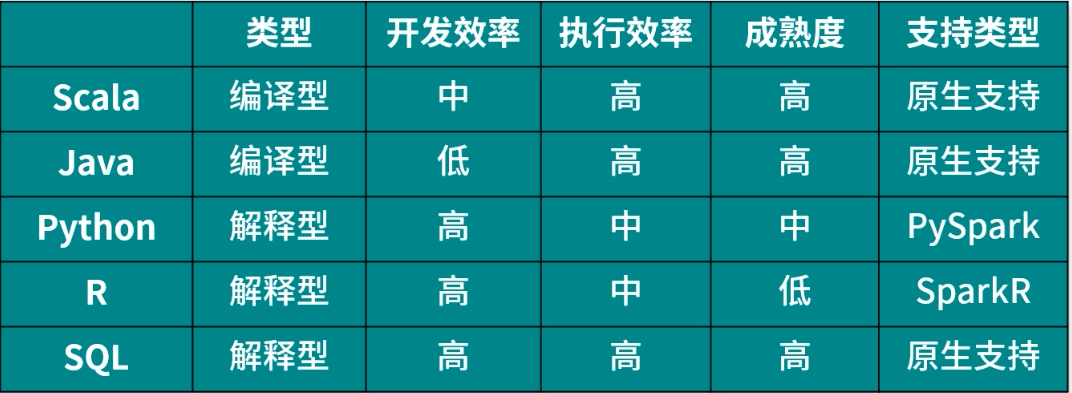 类型 开发效率 执行效率 成熟度 支持类型
Scala 编译型 中 高 高 原生支持
Java 编译型 低 高 高 原生支持
Python 解释型 高 中 中 PySpark
R 解释型 高 中 低 SparkR
SQL 解释型 高 高 高 原生支持